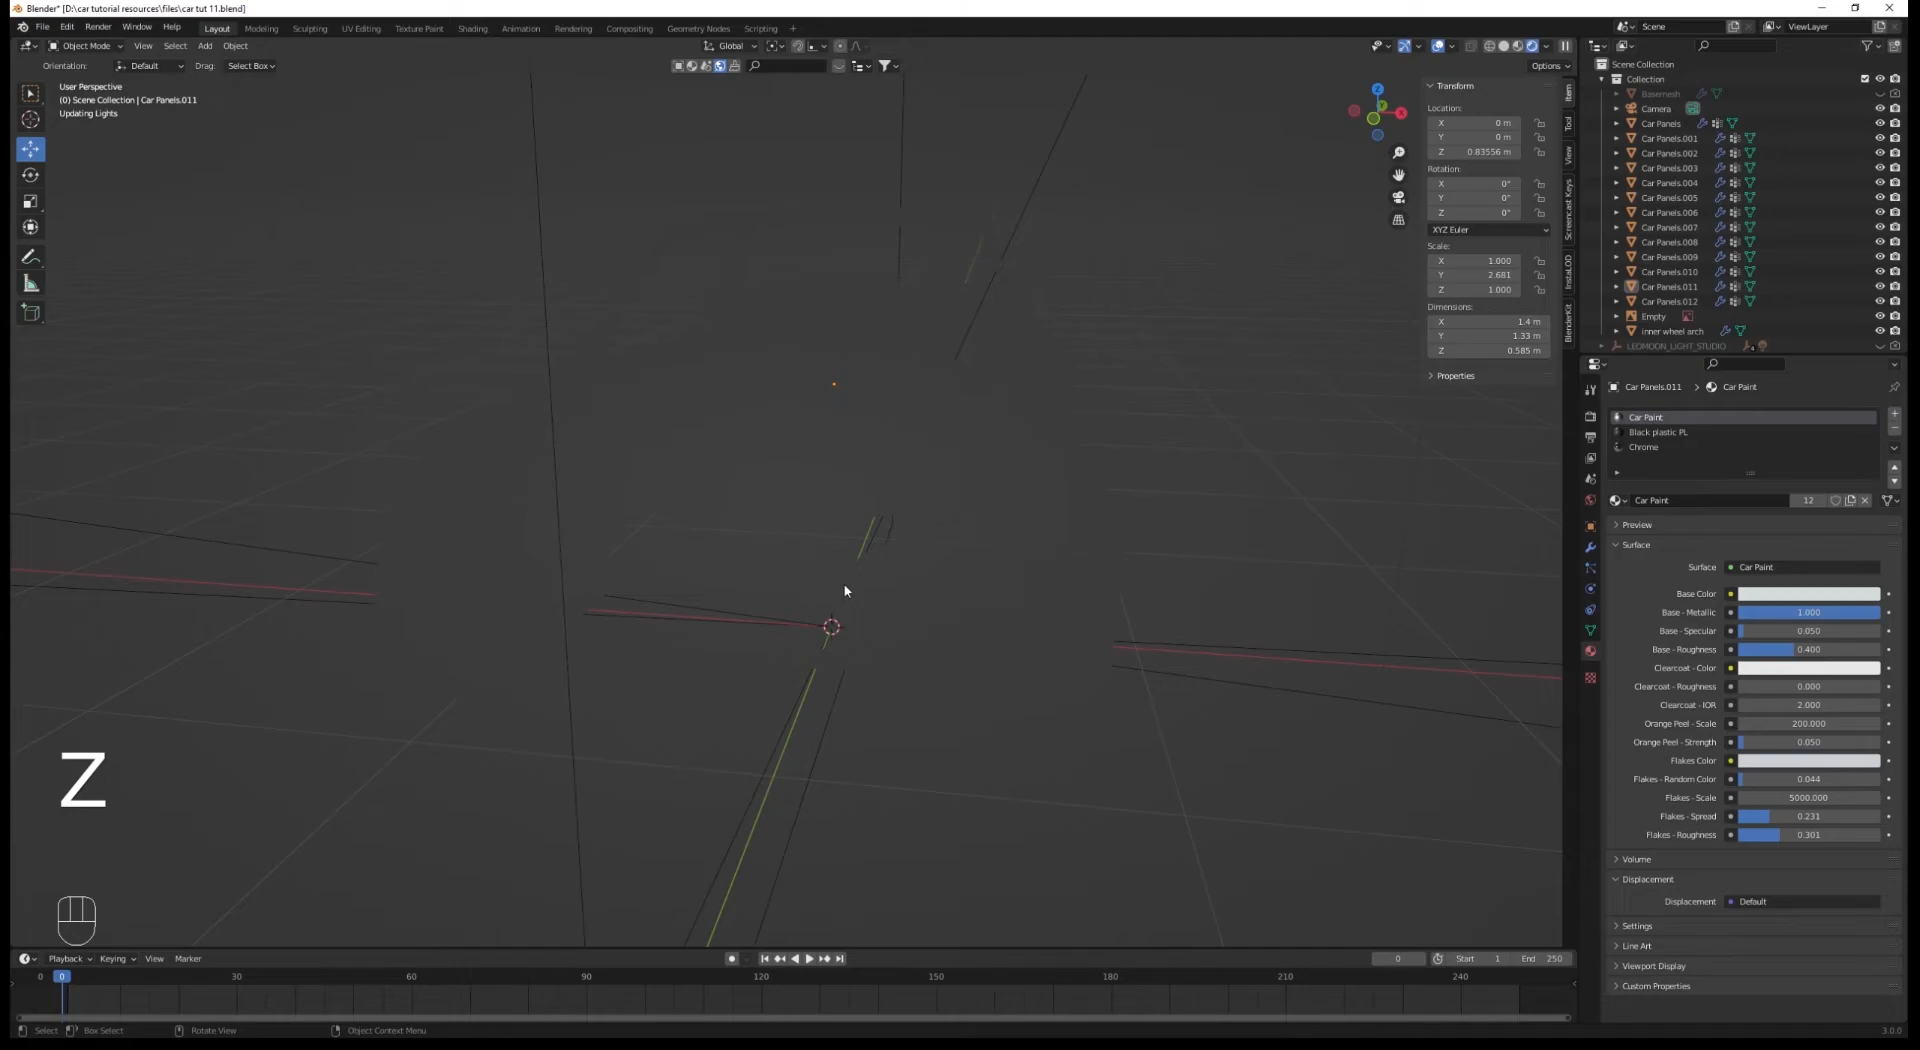 Blender* [D:\car tutorial resources\files\car tut 11.blend]
File Edit Render Window Help Layout Modeling Sculpting UV Editing Texture Paint Shading Animation Rendering Compositing Geometry Nodes Scripting + Scene ViewLayer
Object Mode View Select Add Object Global
Orientation: Default Drag: Select Box Options
User Perspective
(0) Scene Collection | Car Panels.011
Updating Lights
Transform
Location:
X 0 m
Y 0 m
Z 0.83556 m
Rotation:
X 0°
Y 0°
Z 0°
XYZ Euler
Scale:
X 1.000
Y 2.681
Z 1.000
Dimensions:
X 1.4 m
Y 1.33 m
Z 0.585 m
Properties
Item
Tool
View
Screencast Keys
InstaLOD
BlenderKit
Z
X
Scene Collection
Collection
Basemesh
Camera
Car Panels
Car Panels.001
Car Panels.002
Car Panels.003
Car Panels.004
Car Panels.005
Car Panels.006
Car Panels.007
Car Panels.008
Car Panels.009
Car Panels.010
Car Panels.011
Car Panels.012
Empty
inner wheel arch
LEOMOON_LIGHT_STUDIO
Car Panels.011 > Car Paint
Car Paint
Black plastic PL
Chrome
Car Paint 12
Preview
Surface
Surface Car Paint
Base Color
Base - Metallic 1.000
Base - Specular 0.050
Base - Roughness 0.400
Clearcoat - Color
Clearcoat - Roughness 0.000
Clearcoat - IOR 2.000
Orange Peel - Scale 200.000
Orange Peel - Strength 0.050
Flakes Color
Flakes - Random Color 0.044
Flakes - Scale 5000.000
Flakes - Spread 0.231
Flakes - Roughness 0.301
Volume
Displacement
Displacement Default
Settings
Line Art
Viewport Display
Custom Properties
Z
Playback Keying View Marker 0 Start 1 End 250
0 0 30 60 90 120 150 180 210 240
Select Box Select Rotate View Object Context Menu 3.0.0